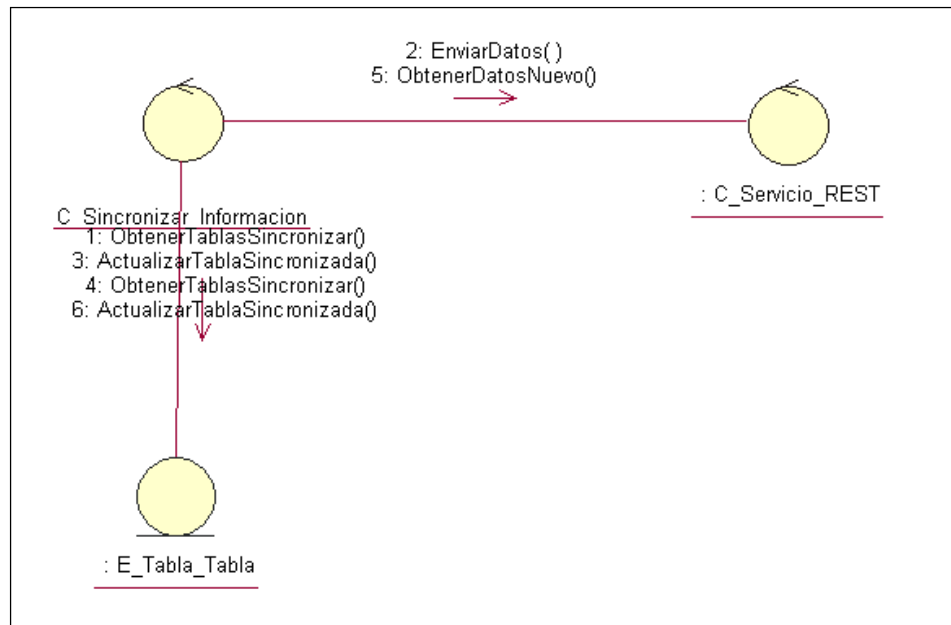 2: EnviarDatos( )
5: ObtenerDatosNuevo()
: C_Servicio_REST
C_Sincronizar_Informacion
1: ObtenerTablasSincronizar()
3: ActualizarTablaSincronizada()
4: ObtenerTablasSincronizar()
6: ActualizarTablaSincronizada()
: E_Tabla_Tabla